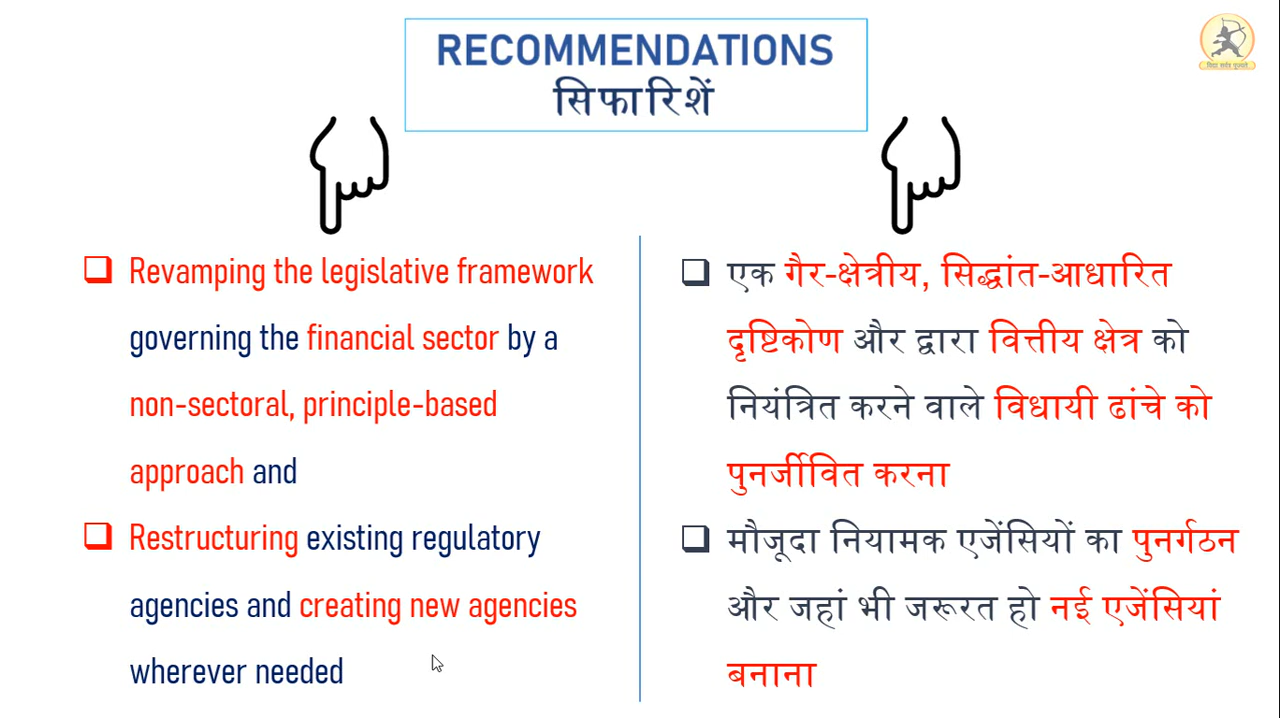 RECOMMENDATIONS
सिफारिशें
Revamping the legislative framework
governing the financial sector by a
non-sectoral, principle-based
approach and
Restructuring existing regulatory
agencies and creating new agencies
wherever needed
एक गैर-क्षेत्रीय, सिद्धांत-आधारित
दृष्टिकोण और द्वारा वित्तीय क्षेत्र को
नियंत्रित करने वाले विधायी ढांचे को
पुनर्जीवित करना
मौजूदा नियामक एजेंसियों का पुनर्गठन
और जहां भी जरूरत हो नई एजेंसियां
बनाना